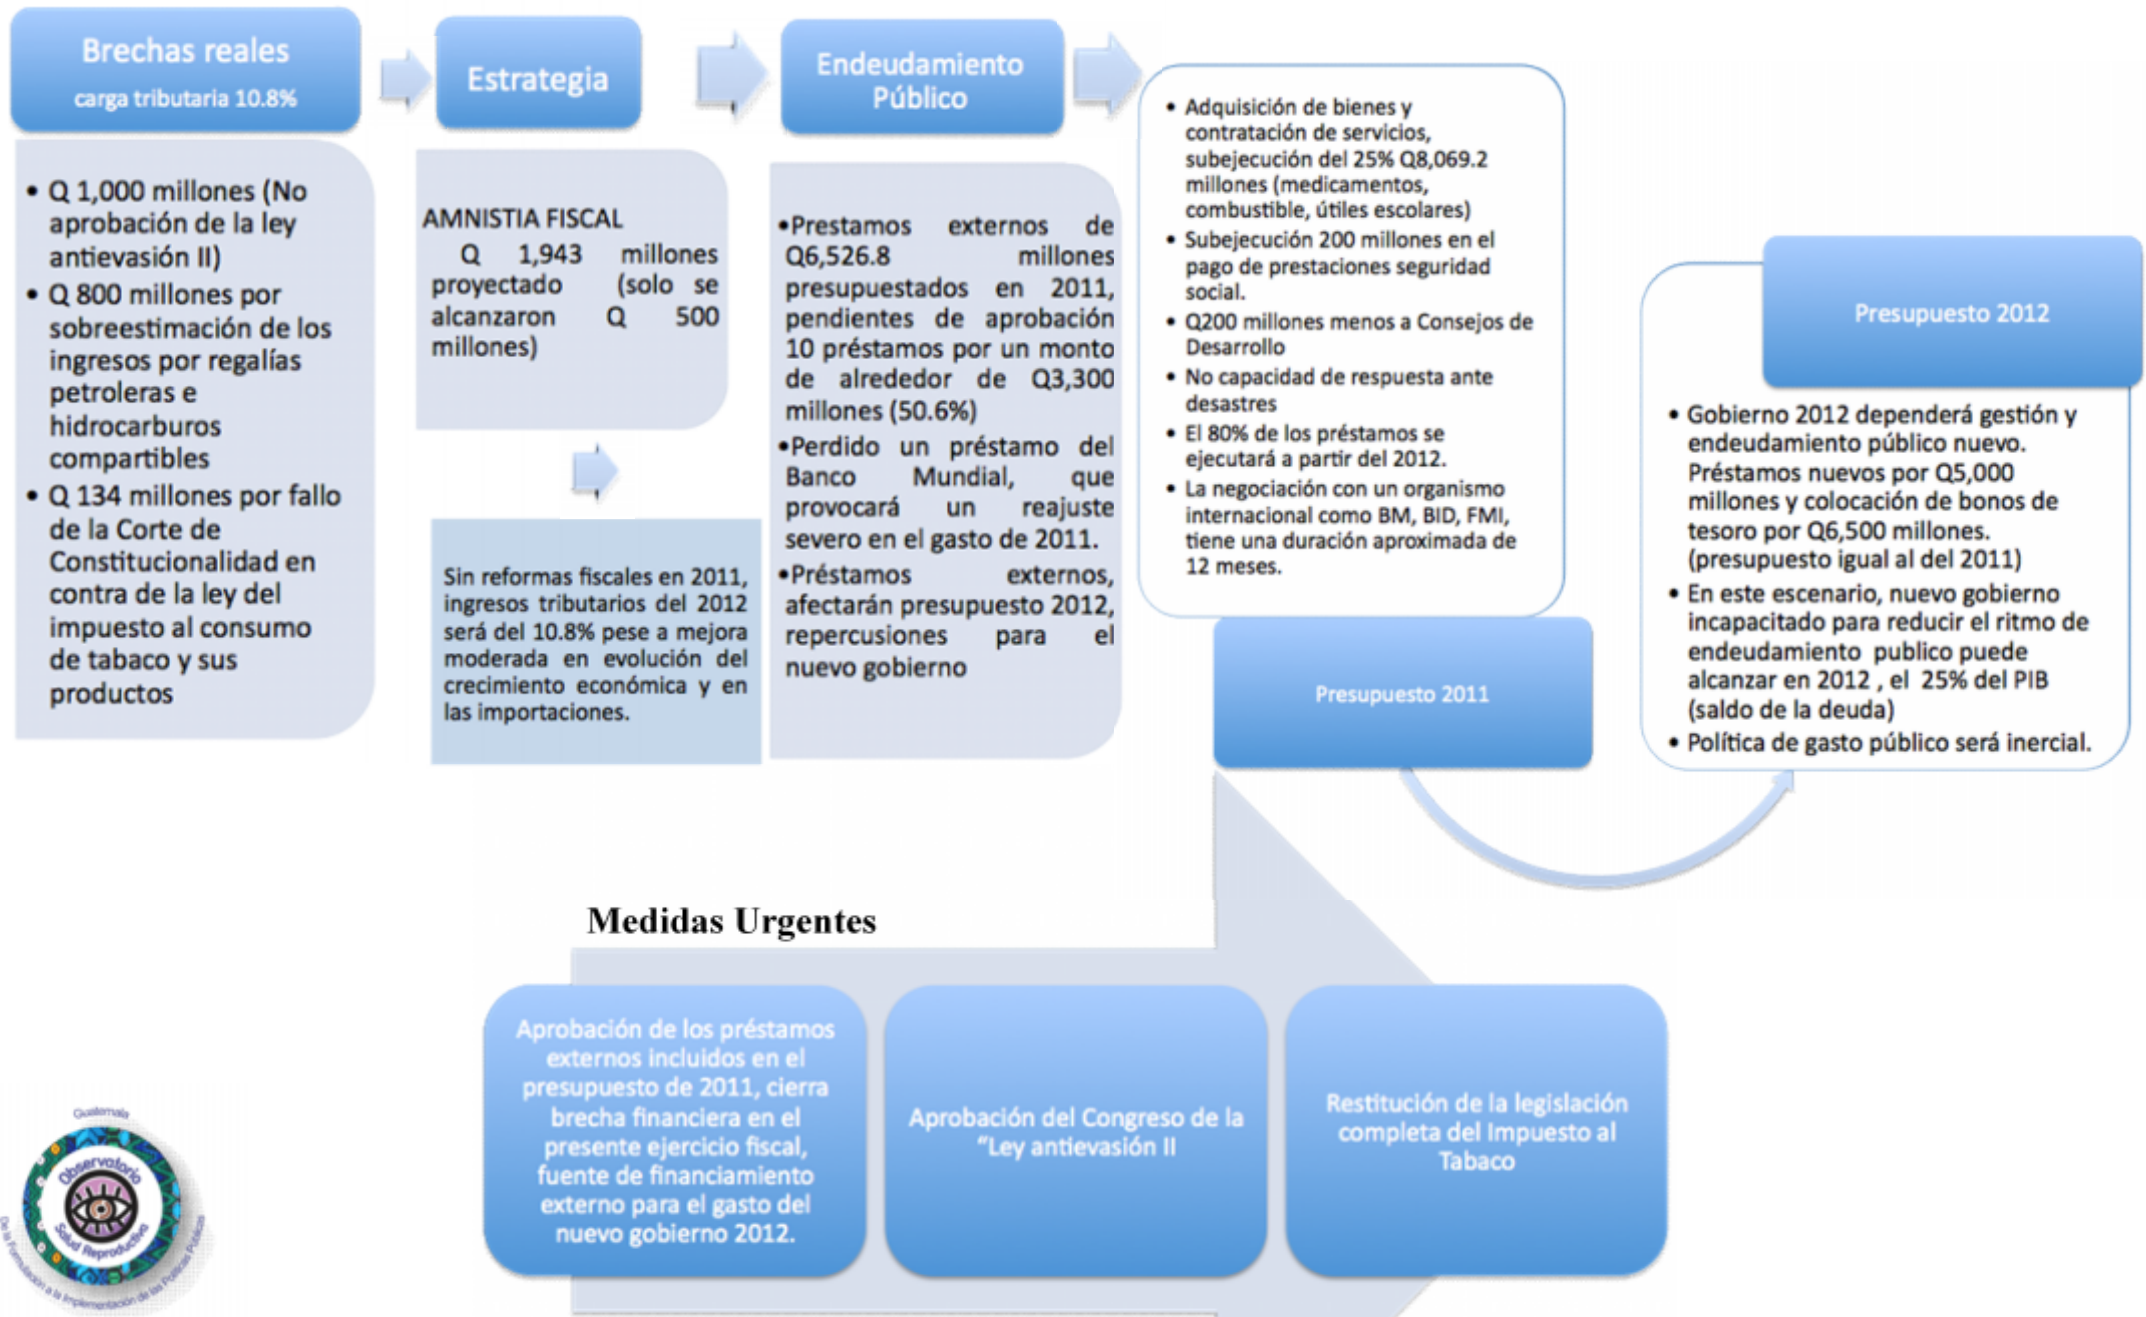 Brechas reales
carga tributaria 10.8%
• Q 1,000 millones (No
aprobación de la ley
antievasión II)
• Q 800 millones por
sobreestimación de los
ingresos por regalías
petroleras e
hidrocarburos
compartibles
• Q 134 millones por fallo
de la Corte de
Constitucionalidad en
contra de la ley del
impuesto al consumo
de tabaco y sus
productos
Estrategia
AMNISTIA FISCAL
Q 1,943 millones
proyectado (solo se
alcanzaron Q 500
millones)
Sin reformas fiscales en 2011,
ingresos tributarios del 2012
será del 10.8% pese a mejora
moderada en evolución del
crecimiento económica y en
las importaciones.
Endeudamiento
Público
•Prestamos externos de
Q6,526.8 millones
presupuestados en 2011,
pendientes de aprobación
10 préstamos por un monto
de alrededor de Q3,300
millones (50.6%)
•Perdido un préstamo del
Banco Mundial, que
provocará un reajuste
severo en el gasto de 2011.
•Préstamos externos,
afectarán presupuesto 2012,
repercusiones para el
nuevo gobierno
• Adquisición de bienes y
contratación de servicios,
subejecución del 25% Q8,069.2
millones (medicamentos,
combustible, útiles escolares)
• Subejecución 200 millones en el
pago de prestaciones seguridad
social.
• Q200 millones menos a Consejos de
Desarrollo
• No capacidad de respuesta ante
desastres
• El 80% de los préstamos se
ejecutará a partir del 2012.
• La negociación con un organismo
internacional como BM, BID, FMI,
tiene una duración aproximada de
12 meses.
Presupuesto 2011
Presupuesto 2012
• Gobierno 2012 dependerá gestión y
endeudamiento público nuevo.
Préstamos nuevos por Q5,000
millones y colocación de bonos de
tesoro por Q6,500 millones.
(presupuesto igual al del 2011)
• En este escenario, nuevo gobierno
incapacitado para reducir el ritmo de
endeudamiento publico puede
alcanzar en 2012 , el 25% del PIB
(saldo de la deuda)
• Política de gasto público será inercial.
Medidas Urgentes
Aprobación de los préstamos
externos incluidos en el
presupuesto de 2011, cierra
brecha financiera en el
presente ejercicio fiscal,
fuente de financiamiento
externo para el gasto del
nuevo gobierno 2012.
Aprobación del Congreso de la
“Ley antievasión II
Restitución de la legislación
completa del Impuesto al
Tabaco
Guatemala
Observatorio
Salud Reproductiva
De la Formulación a la Implementación de las Políticas Públicas